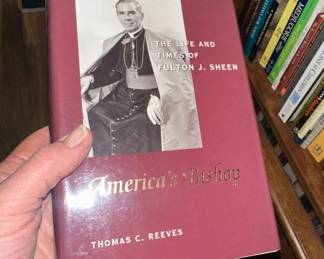 THE LIFE AND
TIMES OF
FULTON J. SHEEN
America's Bishop
THOMAS C. REEVES